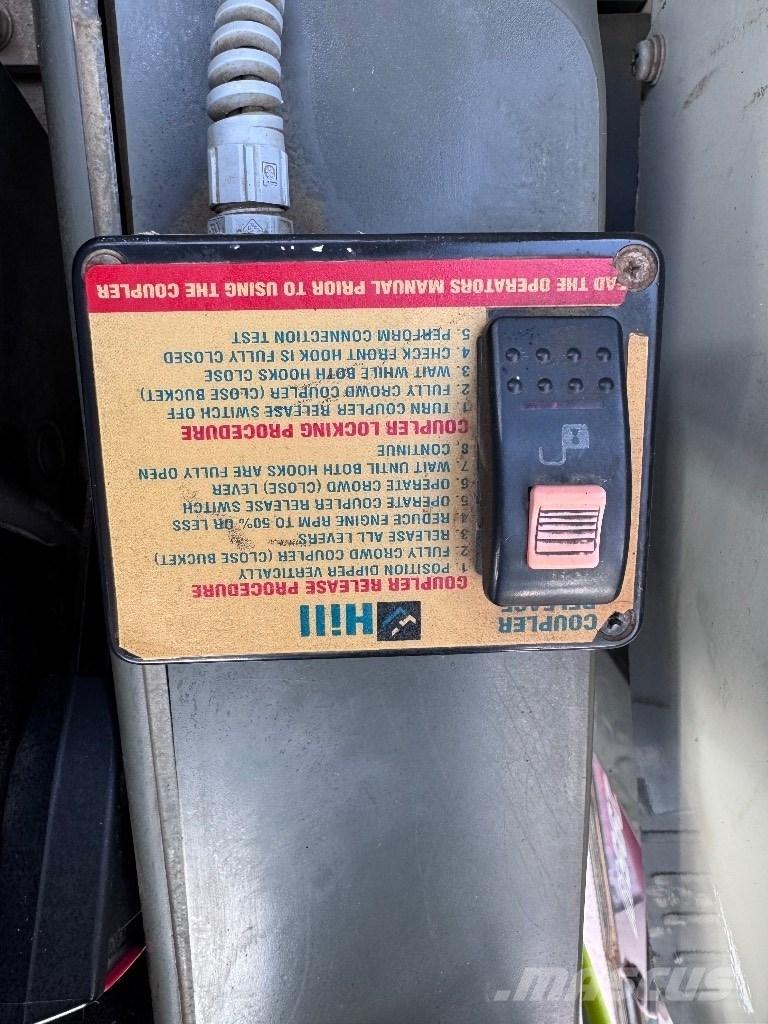 COUPLER
RELEASE
Hill
COUPLER RELEASE PROCEDURE
1. POSITION DIPPER VERTICALLY
2. FULLY CROWD COUPLER (CLOSE BUCKET)
3. RELEASE ALL LEVERS
4. REDUCE ENGINE RPM TO 50% OR LESS
5. OPERATE COUPLER RELEASE SWITCH
6. OPERATE CROWD (CLOSE) LEVER
7. WAIT UNTIL BOTH HOOKS ARE FULLY OPEN
8. CONTINUE
COUPLER LOCKING PROCEDURE
1. TURN COUPLER RELEASE SWITCH OFF
2. FULLY CROWD COUPLER (CLOSE BUCKET)
3. WAIT WHILE BOTH HOOKS CLOSE
4. CHECK FRONT HOOK IS FULLY CLOSED
5. PERFORM CONNECTION TEST
EAD THE OPERATORS MANUAL PRIOR TO USING THE COUPLER
MASCUS